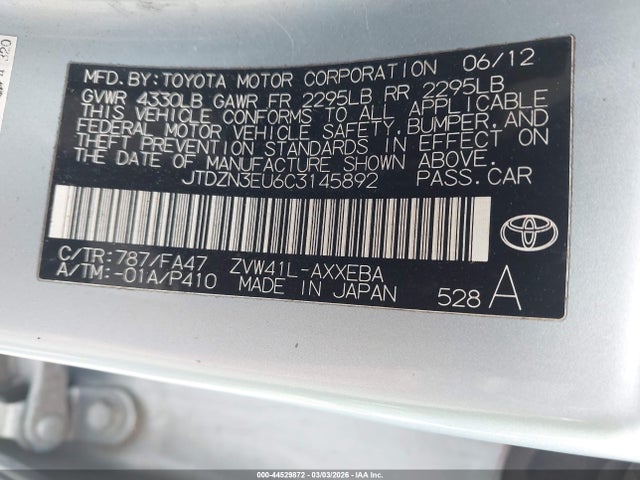 MFD.BY:TOYOTA MOTOR CORPORATION 06/12
GVWR 4330LB GAWR FR 2295LB RR 2295LB
THIS VEHICLE CONFORMS TO ALL APPLICABLE
FEDERAL MOTOR VEHICLE SAFETY,BUMPER,AND
THEFT PREVENTION STANDARDS IN EFFECT ON
THE DATE OF MANUFACTURE SHOWN ABOVE.
JTDZN3EU6C3145892 PASS.CAR
C/TR:787/FA47 ZVW41L-AXXEBA
A/TM:-01A/P410 MADE IN JAPAN 528 A
000-44529872 | 03/03/2026 - IAA Inc.